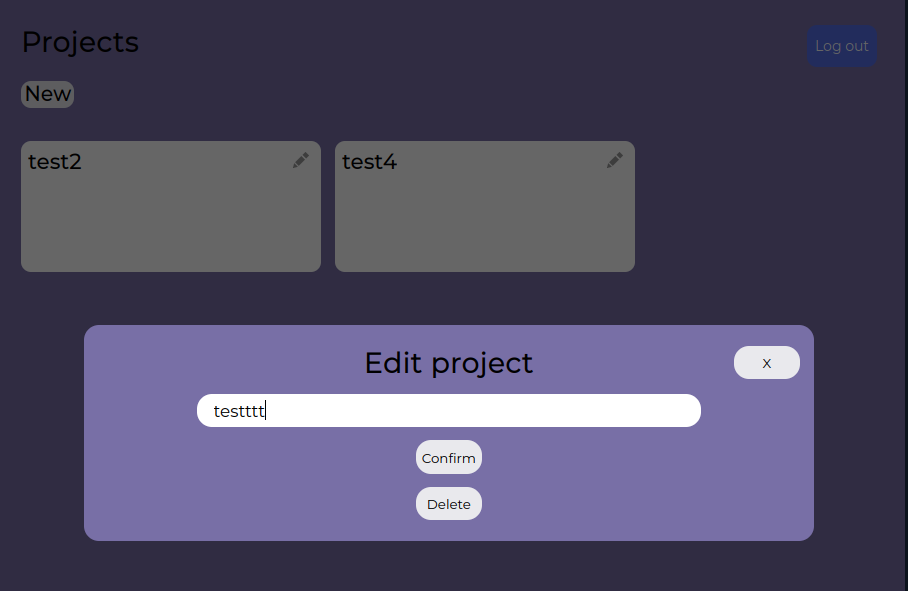 Projects
Log out
New
test2
test4
Edit project
X
testttt
Confirm
Delete